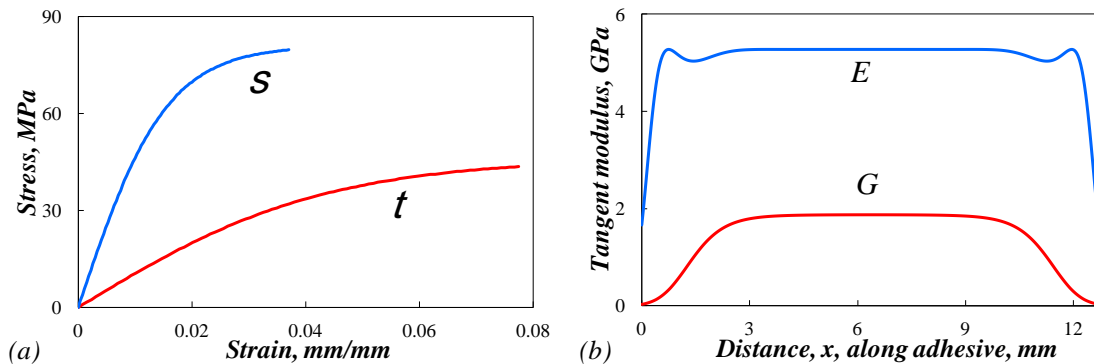 90
60
30
0
0
0.02
0.04
0.06
0.08
Stress, MPa
Strain, mm/mm
s
t
(a)
6
4
2
0
0
3
6
9
12
Tangent modulus, GPa
Distance, x, along adhesive, mm
E
G
(b)